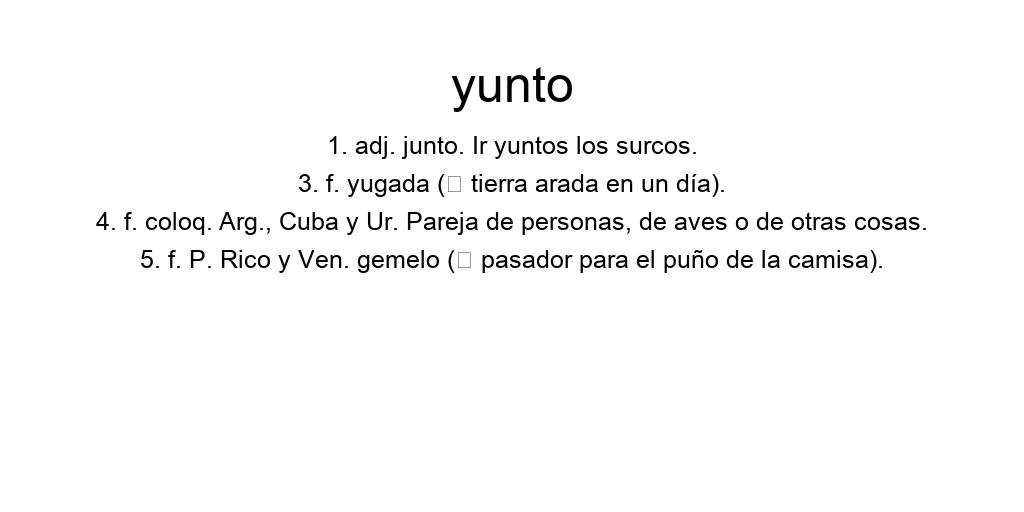 yunto
1. adj. junto. Ir yuntos los surcos.
3. f. yugada (□ tierra arada en un día).
4. f. coloq. Arg., Cuba y Ur. Pareja de personas, de aves o de otras cosas.
5. f. P. Rico y Ven. gemelo (□ pasador para el puño de la camisa).